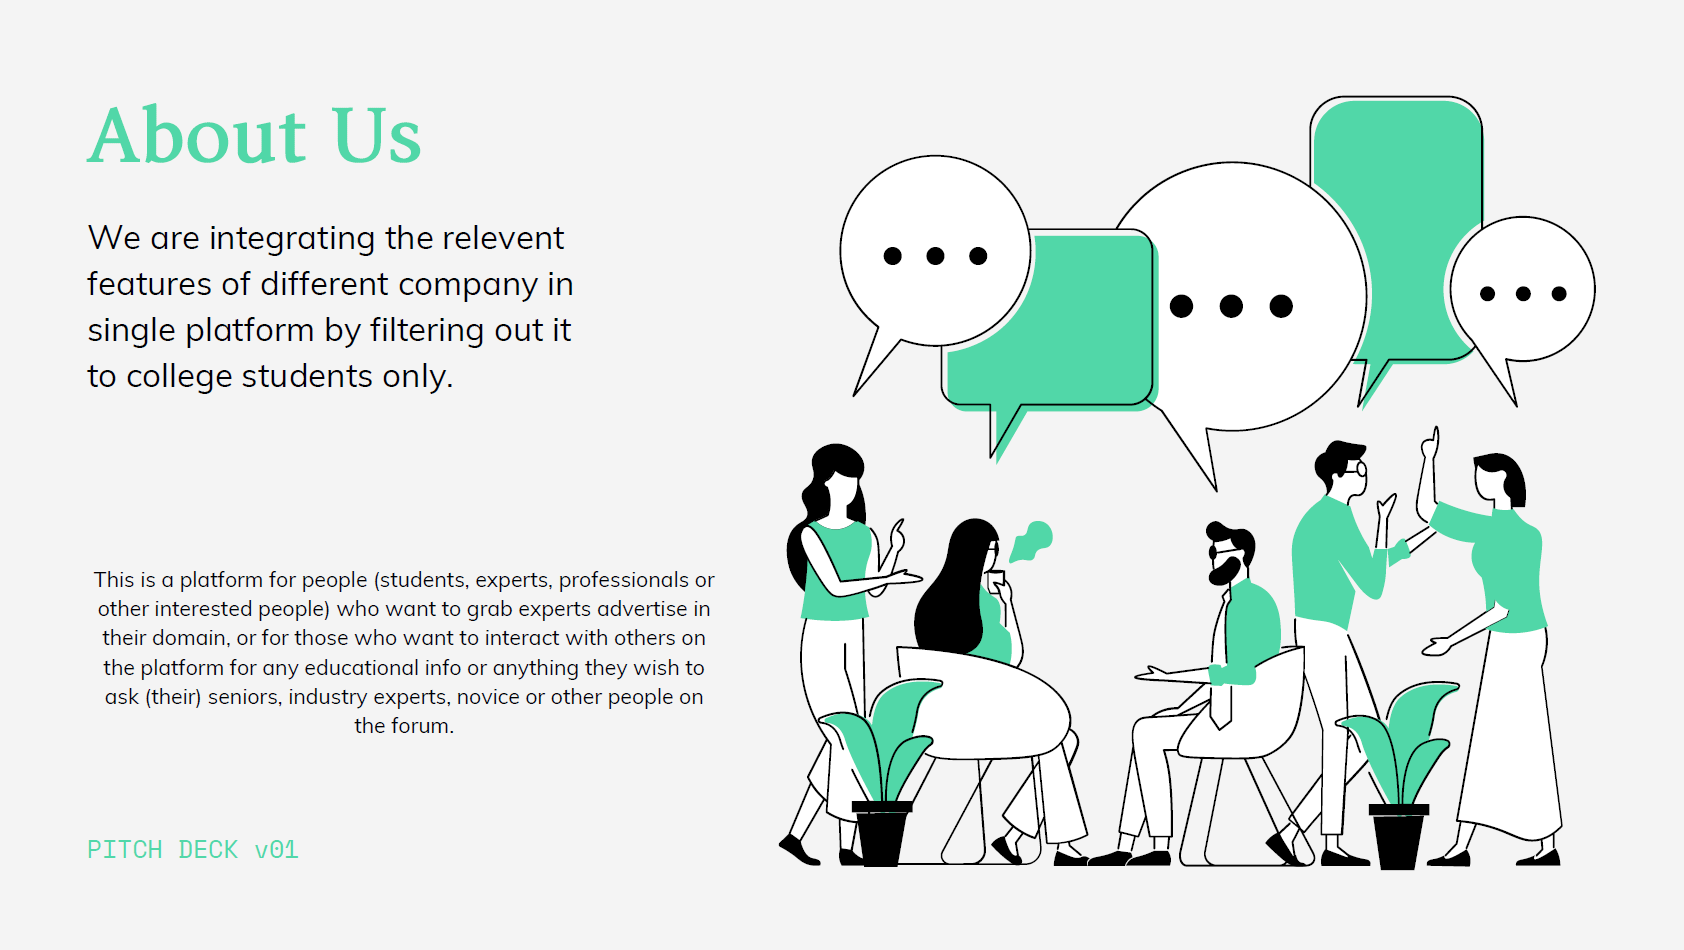 About Us
We are integrating the relevent
features of different company in
single platform by filtering out it
to college students only.
This is a platform for people (students, experts, professionals or
other interested people) who want to grab experts advertise in
their domain, or for those who want to interact with others on
the platform for any educational info or anything they wish to
ask (their) seniors, industry experts, novice or other people on
the forum.
PITCH DECK v01